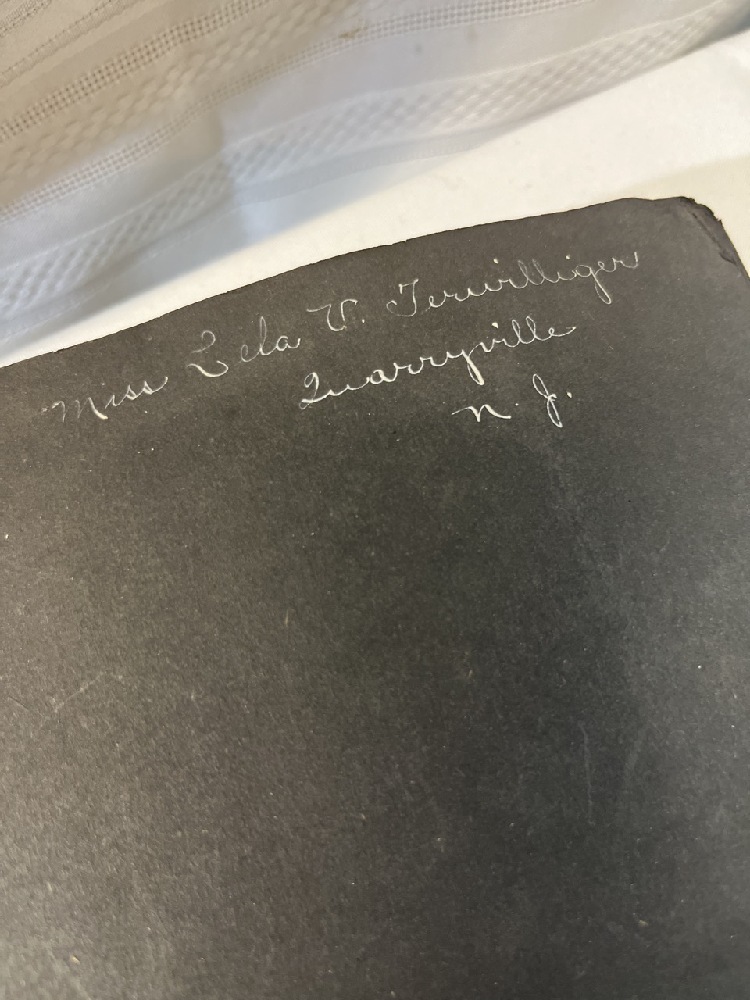 Miss Lela V. Terwilliger
Quarryville
N. J.